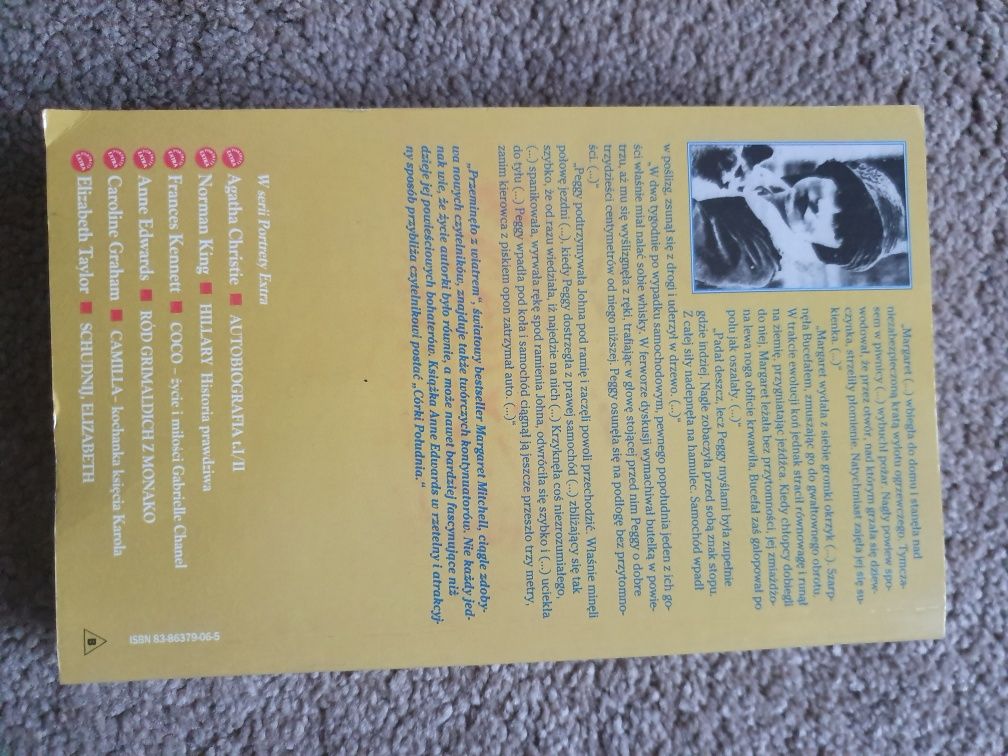 „Margaret (...) wbiegła do domu i stanęła nad
niezabezpieczoną kratą wylotu ogrzewczego. Tymcza-
sem w piwnicy (...) wybuchł pożar. Nagły powiew spo-
wodował, że przez otwór, nad którym grzała się dziew-
czynka, strzeliły płomienie. Natychmiast zajęła jej się su-
kienka. (...)“
„Margaret wydała z siebie gromki okrzyk (...). Szarp-
nęła Bucefałem, zmuszając go do gwałtownego obrotu.
W trakcie ewolucji koń jednak stracił równowagę i runął
na ziemię, przygniatając jeźdźca. Kiedy chłopcy dobiegli
do niej, Margaret leżała bez przytomności, jej zmiażdżo-
na lewa noga obficie krwawiła, Bucefał zaś galopował po
polu jak oszalały. (...)“
„Padał deszcz, lecz Peggy myślami była zupełnie
gdzie indziej. Nagle zobaczyła przed sobą znak stopu.
Z całej siły nadepnęła na hamulec. Samochód wpadł
w poślizg, zsunął się z drogi i uderzył w drzewo. (...)“
„W dwa tygodnie po wypadku samochodowym, pewnego popołudnia jeden z ich go-
ści właśnie miał nalać sobie whisky. W ferworze dyskusji wymachiwał butelką w powie-
trzu, aż mu się wyślizgnęła z ręki, trafiając w głowę stojącej przed nim Peggy o dobre
trzydzieści centymetrów od niego niższej. Peggy osunęła się na podłogę bez przytomno-
ści. (...)“
„Peggy podtrzymywała Johna pod ramię i zaczęli powoli przechodzić. Właśnie minęli
połowę jezdni (...), kiedy Peggy dostrzegła z prawej samochód (...) zbliżający się tak
szybko, że od razu wiedziała, iż najedzie na nich (...) Krzyknęła coś niezrozumiałego,
(...) spanikowała, wyrwała rękę spod ramienia Johna, odwróciła się szybko i (...) uciekła
do tyłu (...) Peggy wpadła pod koła i samochód ciągnął ją jeszcze przeszło trzy metry,
zanim kierowca z piskiem opon zatrzymał auto. (...)“
„Przeminęło z wiatrem“, światowy bestseller Margaret Mitchell, ciągle zdoby-
wa nowych czytelników, znajduje także twórczych kontynuatorów. Nie każdy jed-
nak wie, że życie autorki było równie, a może nawet bardziej fascynujące niż
dzieje jej powieściowych bohaterów. Książka Anne Edwards w rzetelny i atrakcyj-
ny sposób przybliża czytelnikowi postać „Córki Południa.“
W serii Portrety Extra
Agatha Christie ■ AUTOBIOGRAFIA t.I/II
Norman King ■ HILLARY Historia prawdziwa
Frances Kennett ■ COCO – życie i miłości Gabrielle Chanel
Anne Edwards ■ RÓD GRIMALDICH Z MONAKO
Caroline Graham ■ CAMILLA – kochanka księcia Karola
Elizabeth Taylor ■ SCHUDNIJ, ELIZABETH
ISBN 83-86379-06-5
B